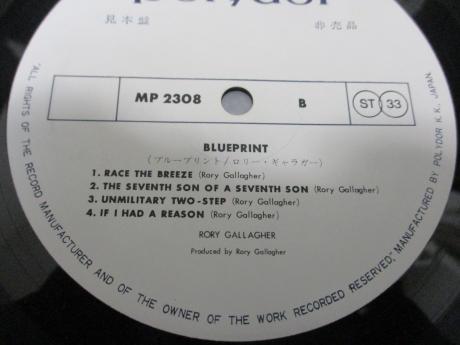 polydor
見本盤 非売品
MP 2308 B ST 33
BLUEPRINT
(ブループリント/ロリー・ギャラガー)
1. RACE THE BREEZE (Rory Gallagher)
2. THE SEVENTH SON OF A SEVENTH SON (Rory Gallagher)
3. UNMILITARY TWO-STEP (Rory Gallagher)
4. IF I HAD A REASON (Rory Gallagher)
RORY GALLAGHER
Produced by Rory Gallagher
"ALL RIGHTS OF THE RECORD MANUFACTURER AND OF THE OWNER OF THE WORK RECORDED RESERVED," MANUFACTURED BY POLYDOR K.K. JAPAN.